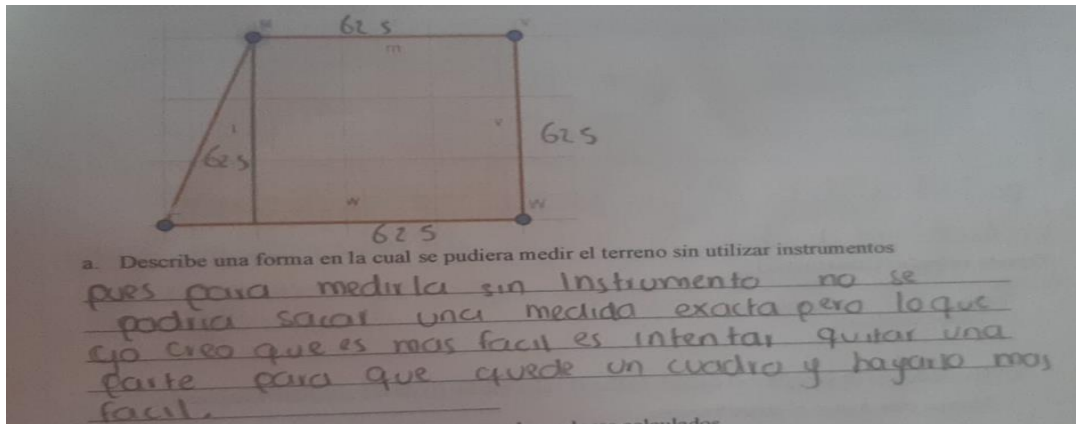 62 5
m
v
62 5
62 5
w
W
62 5
a. Describe una forma en la cual se pudiera medir el terreno sin utilizar instrumentos
pues para medirla sin Instrumento no se
podria sacar una medida exacta pero loque
yo creo que es mas facil es intentar quitar una
parte para que quede un cuadro y hayarlo mas
facil.